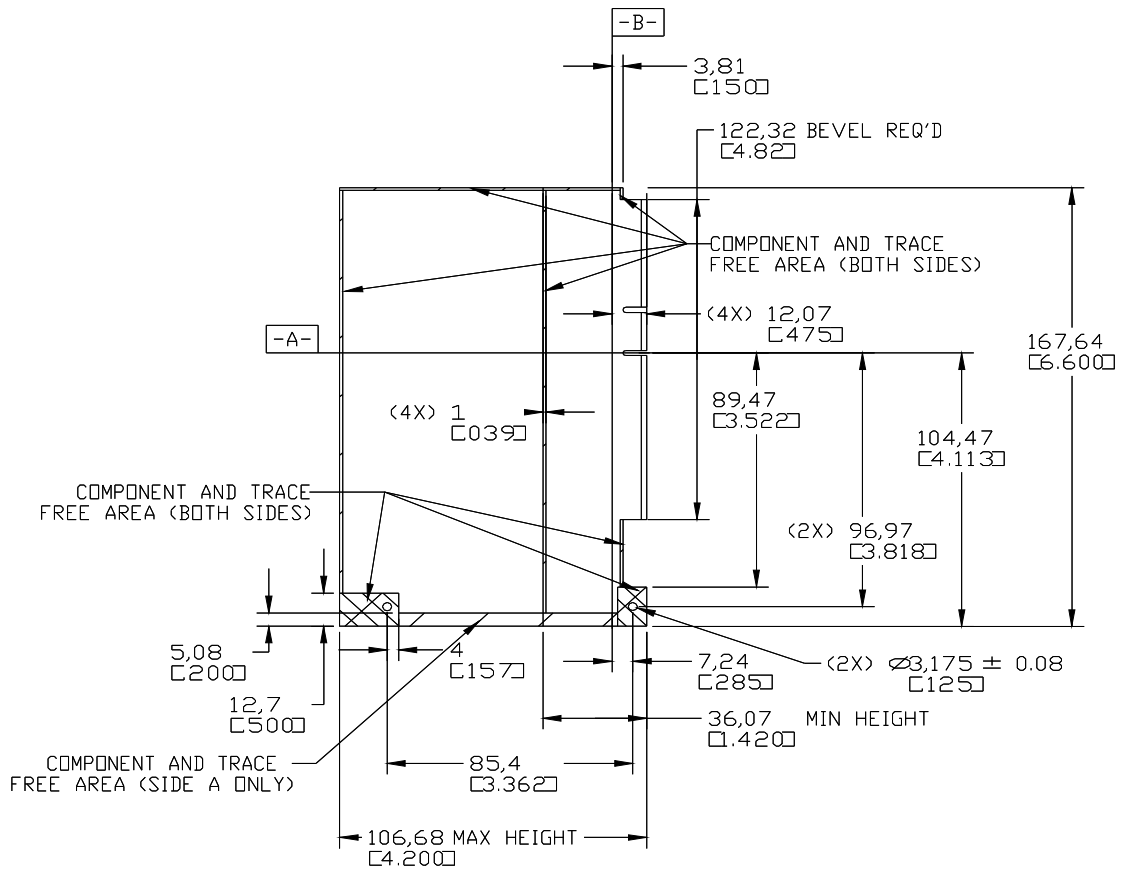 -B-
3,81
[150]
122,32 BEVEL REQ'D
[4.82]
COMPONENT AND TRACE
FREE AREA (BOTH SIDES)
(4X) 12,07
[475]
-A-
167,64
[6.600]
89,47
[3.522]
(4X) 1
[039]
104,47
[4.113]
COMPONENT AND TRACE
FREE AREA (BOTH SIDES)
(2X) 96,97
[3.818]
5,08
[200]
4
[157]
7,24
[285]
(2X) Ø3,175 ± 0.08
[125]
12,7
[500]
36,07 MIN HEIGHT
[1.420]
COMPONENT AND TRACE
FREE AREA (SIDE A ONLY)
85,4
[3.362]
106,68 MAX HEIGHT
[4.200]